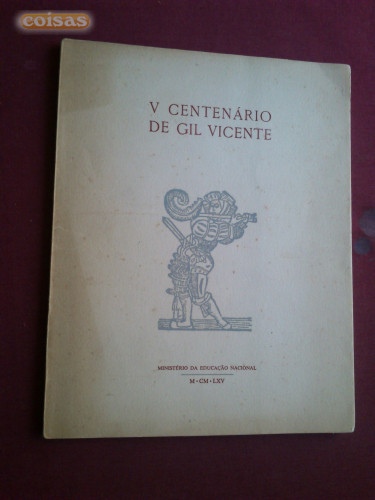 coisas
V CENTENÁRIO
DE GIL VICENTE
MINISTÉRIO DA EDUCAÇÃO NACIONAL
M·CM·LXV